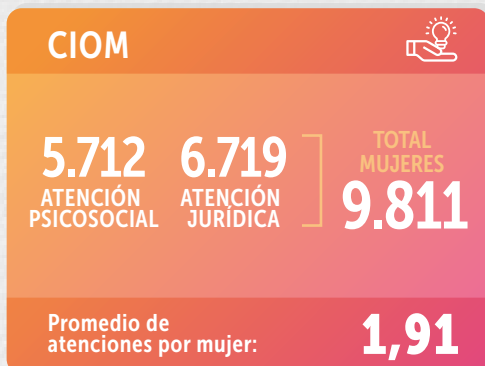 CIOM
5.712
ATENCIÓN
PSICOSOCIAL
6.719
ATENCIÓN
JURÍDICA
TOTAL
MUJERES
9.811
Promedio de
atenciones por mujer:
1,91